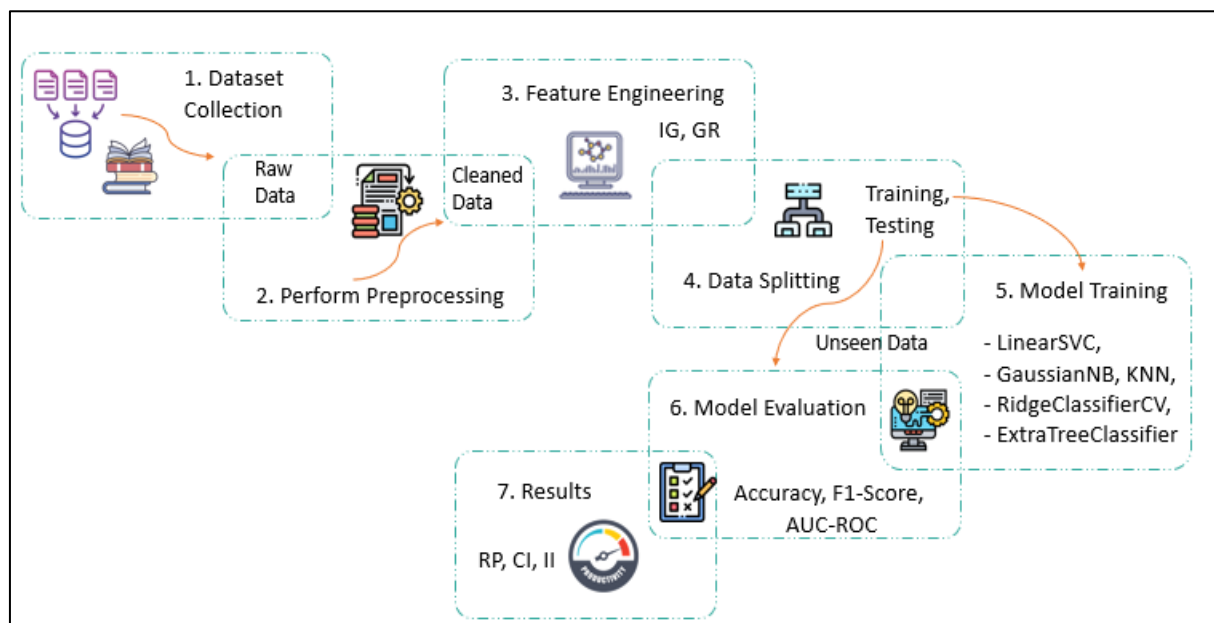 1. Dataset
Collection
Raw
Data
2. Perform Preprocessing
Cleaned
Data
3. Feature Engineering
IG, GR
Training,
Testing
4. Data Splitting
Unseen Data
5. Model Training
- LinearSVC,
- GaussianNB, KNN,
- RidgeClassifierCV,
- ExtraTreeClassifier
6. Model Evaluation
Accuracy, F1-Score,
AUC-ROC
7. Results
RP, CI, II
PRODUCTIVITY